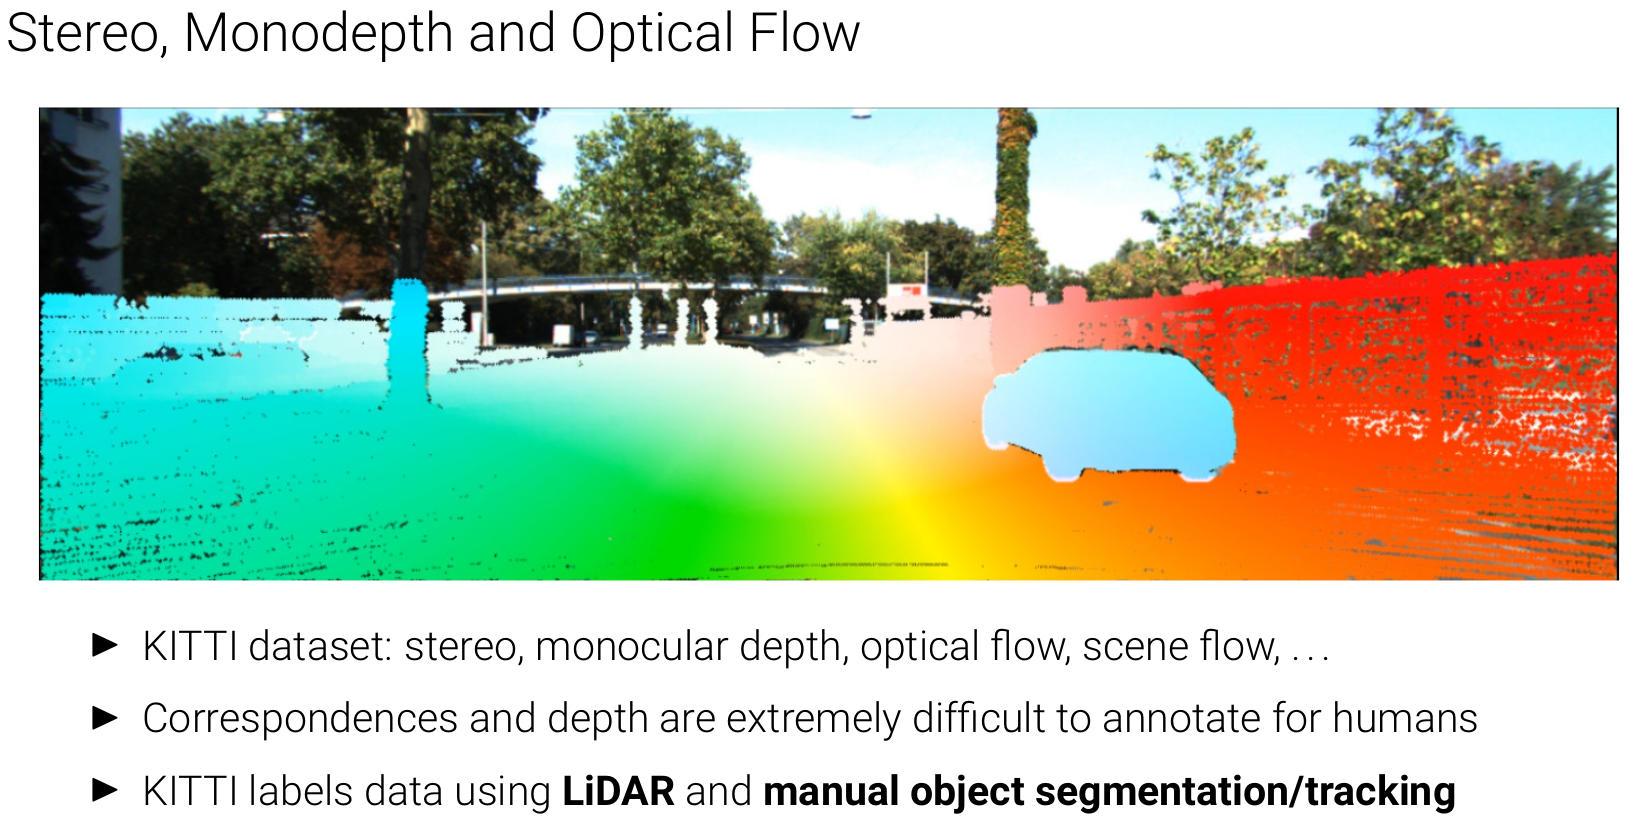 Stereo, Monodepth and Optical Flow
► KITTI dataset: stereo, monocular depth, optical flow, scene flow, . . .
► Correspondences and depth are extremely difficult to annotate for humans
► KITTI labels data using LiDAR and manual object segmentation/tracking